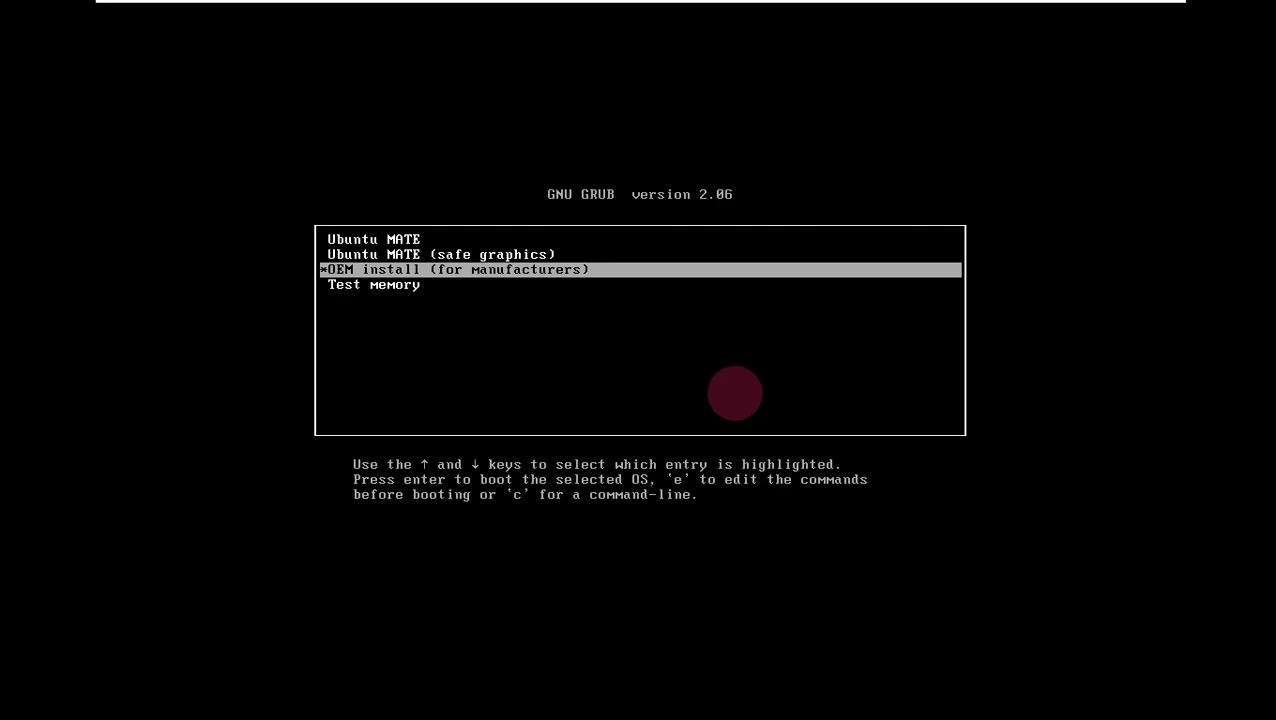 GNU GRUB  version 2.06
Ubuntu MATE
Ubuntu MATE (safe graphics)
*OEM install (for manufacturers)
Test memory
Use the ↑ and ↓ keys to select which entry is highlighted.
Press enter to boot the selected OS, `e' to edit the commands
before booting or `c' for a command-line.